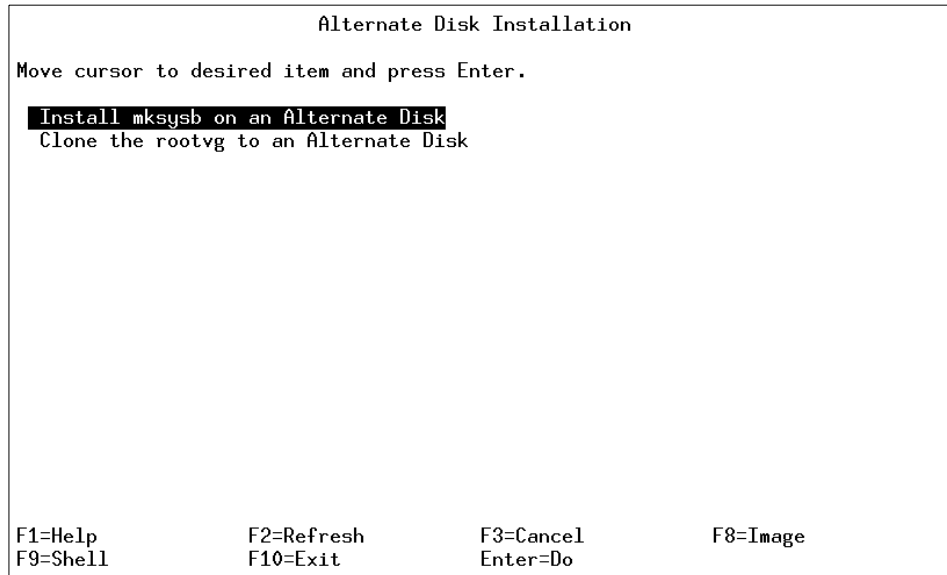 Alternate Disk Installation
Move cursor to desired item and press Enter.
Install mksysb on an Alternate Disk
Clone the rootvg to an Alternate Disk
F1=Help F2=Refresh F3=Cancel F8=Image
F9=Shell F10=Exit Enter=Do